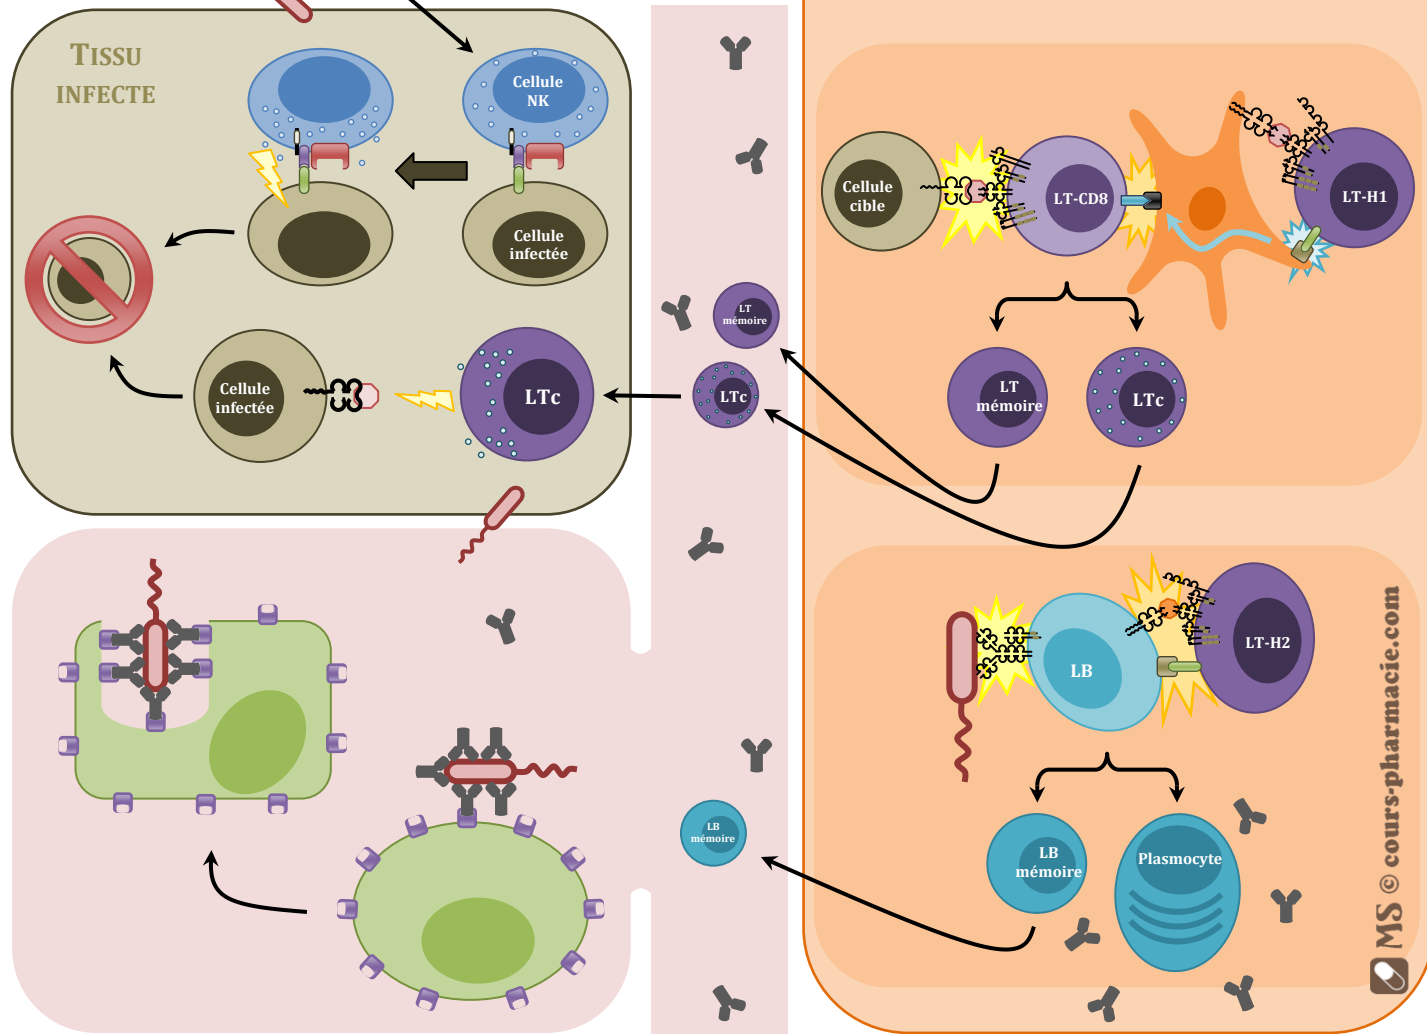 TISSU
INFECTE
Cellule
NK
Cellule
infectée
Cellule
infectée
LTc
LT
mémoire
LTc
Cellule
cible
LT-CD8
LT-H1
LT
mémoire
LTc
LB
LT-H2
LB
mémoire
LB
mémoire
Plasmocyte
MS © cours-pharmacie.com